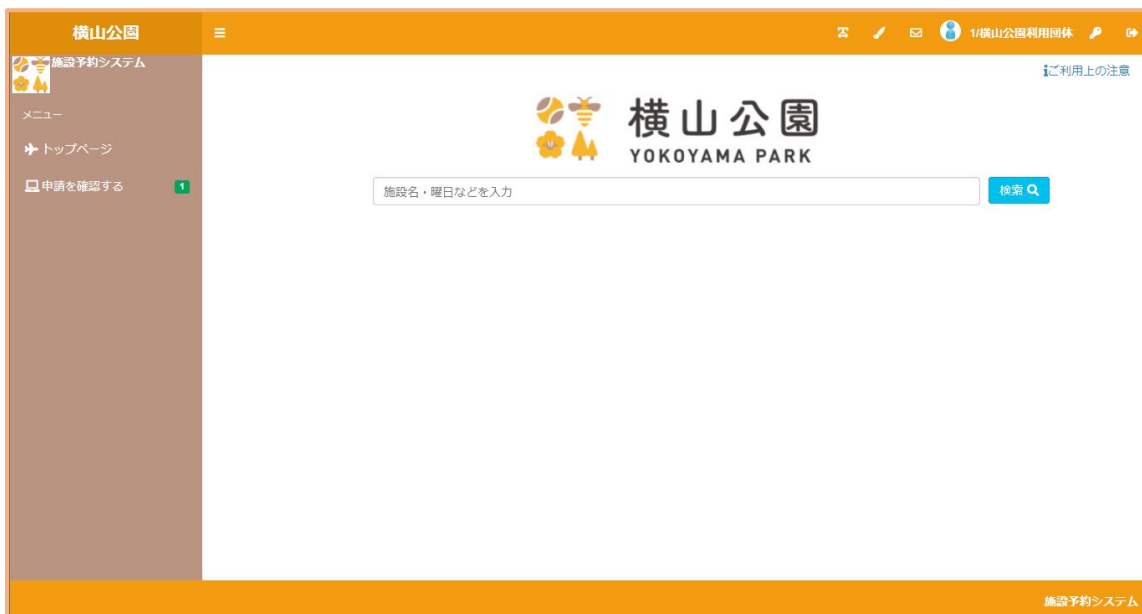 横山公園
1/横山公園利用団体
施設予約システム
iご利用上の注意
メニュー
トップページ
申請を確認する 1
横山公園
YOKOYAMA PARK
施設名・曜日などを入力
検索
施設予約システム